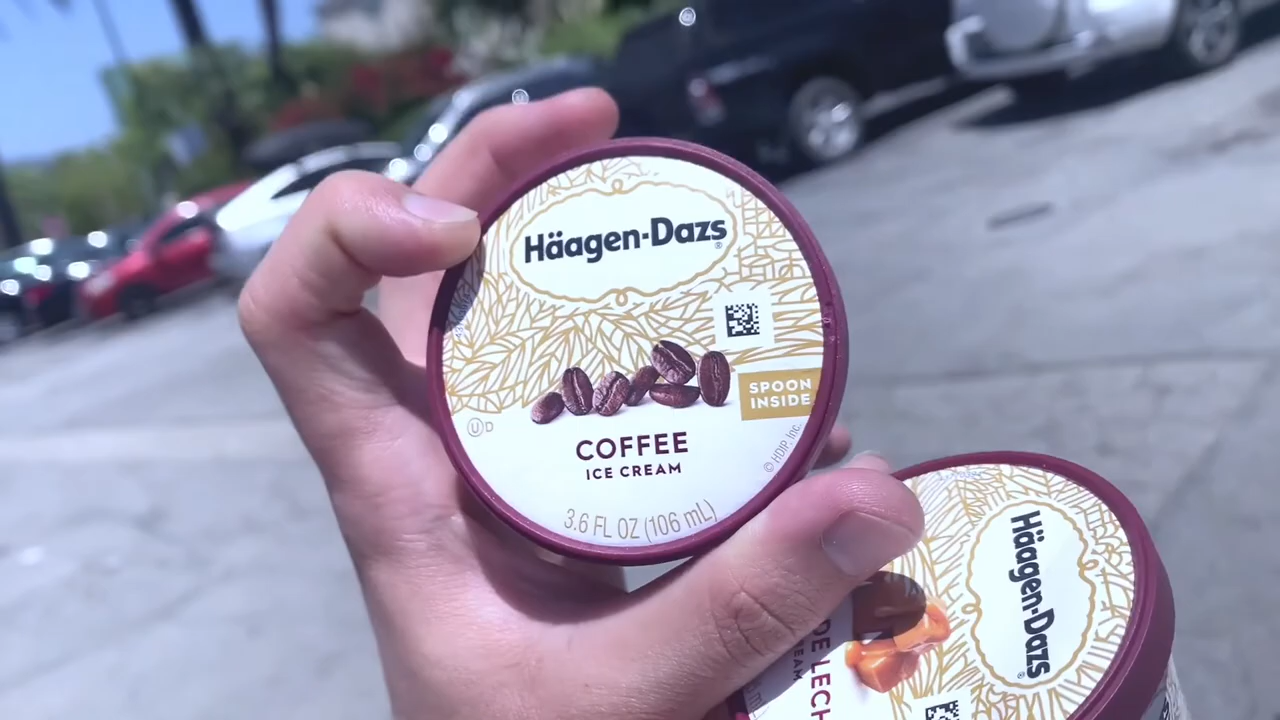 Häagen-Dazs®
SPOON
INSIDE
UD
COFFEE
ICE CREAM
© HDIP, Inc.
3.6 FL OZ (106 mL)
Häagen-Dazs®
DE LECH